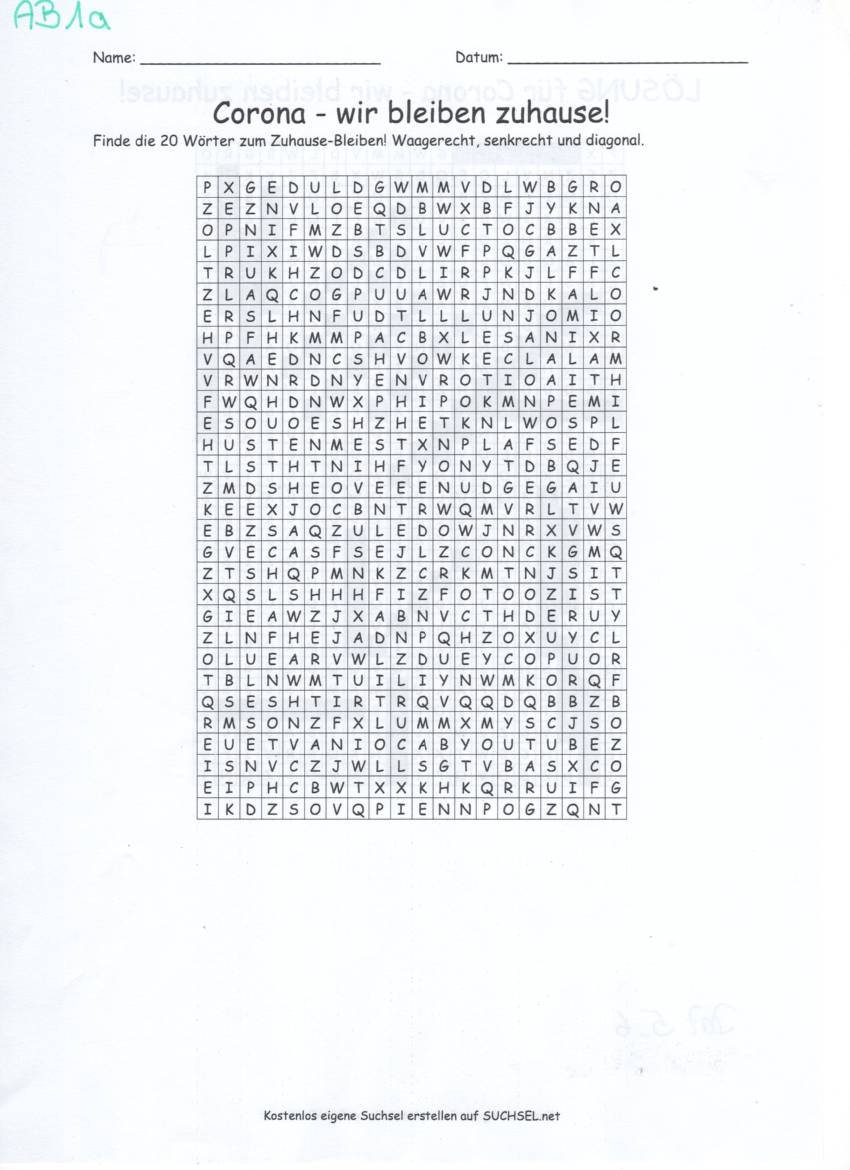 AB1a
Name: Datum:
Corona - wir bleiben zuhause!
Finde die 20 Wörter zum Zuhause-Bleiben! Waagerecht, senkrecht und diagonal.
P X G E D U L D G W M M V D L W B G R O
Z E Z N V L O E Q D B W X B F J Y K N A
O P N I F M Z B T S L U C T O C B B E X
L P I X I W D S B D V W F P Q G A Z T L
T R U K H Z O D C D L I R P K J L F F C
Z L A Q C O G P U U A W R J N D K A L O
E R S L H N F U D T L L L U N J O M I O
H P F H K M M P A C B X L E S A N I X R
V Q A E D N C S H V O W K E C L A L A M
V R W N R D N Y E N V R O T I O A I T H
F W Q H D N W X P H I P O K M N P E M I
E S O U O E S H Z H E T K N L W O S P L
H U S T E N M E S T X N P L A F S E D F
T L S T H T N I H F Y O N Y T D B Q J E
Z M D S H E O V E E E N U D G E G A I U
K E E X J O C B N T R W Q M V R L T V W
E B Z S A Q Z U L E D O W J N R X V W S
G V E C A S F S E J L Z C O N C K G M Q
Z T S H Q P M N K Z C R K M T N J S I T
X Q S L S H H H F I Z F O T O O Z I S T
G I E A W Z J X A B N V C T H D E R U Y
Z L N F H E J A D N P Q H Z O X U Y C L
O L U E A R V W L Z D U E Y C O P U O R
T B L N W M T U I L I Y N W M K O R Q F
Q S E S H T I R T R Q V Q Q D Q B B Z B
R M S O N Z F X L U M M X M Y S C J S O
E U E T V A N I O C A B Y O U T U B E Z
I S N V C Z J W L L S G T V B A S X C O
E I P H C B W T X X K H K Q R R U I F G
I K D Z S O V Q P I E N N P O G Z Q N T
Kostenlos eigene Suchsel erstellen auf SUCHSEL.net